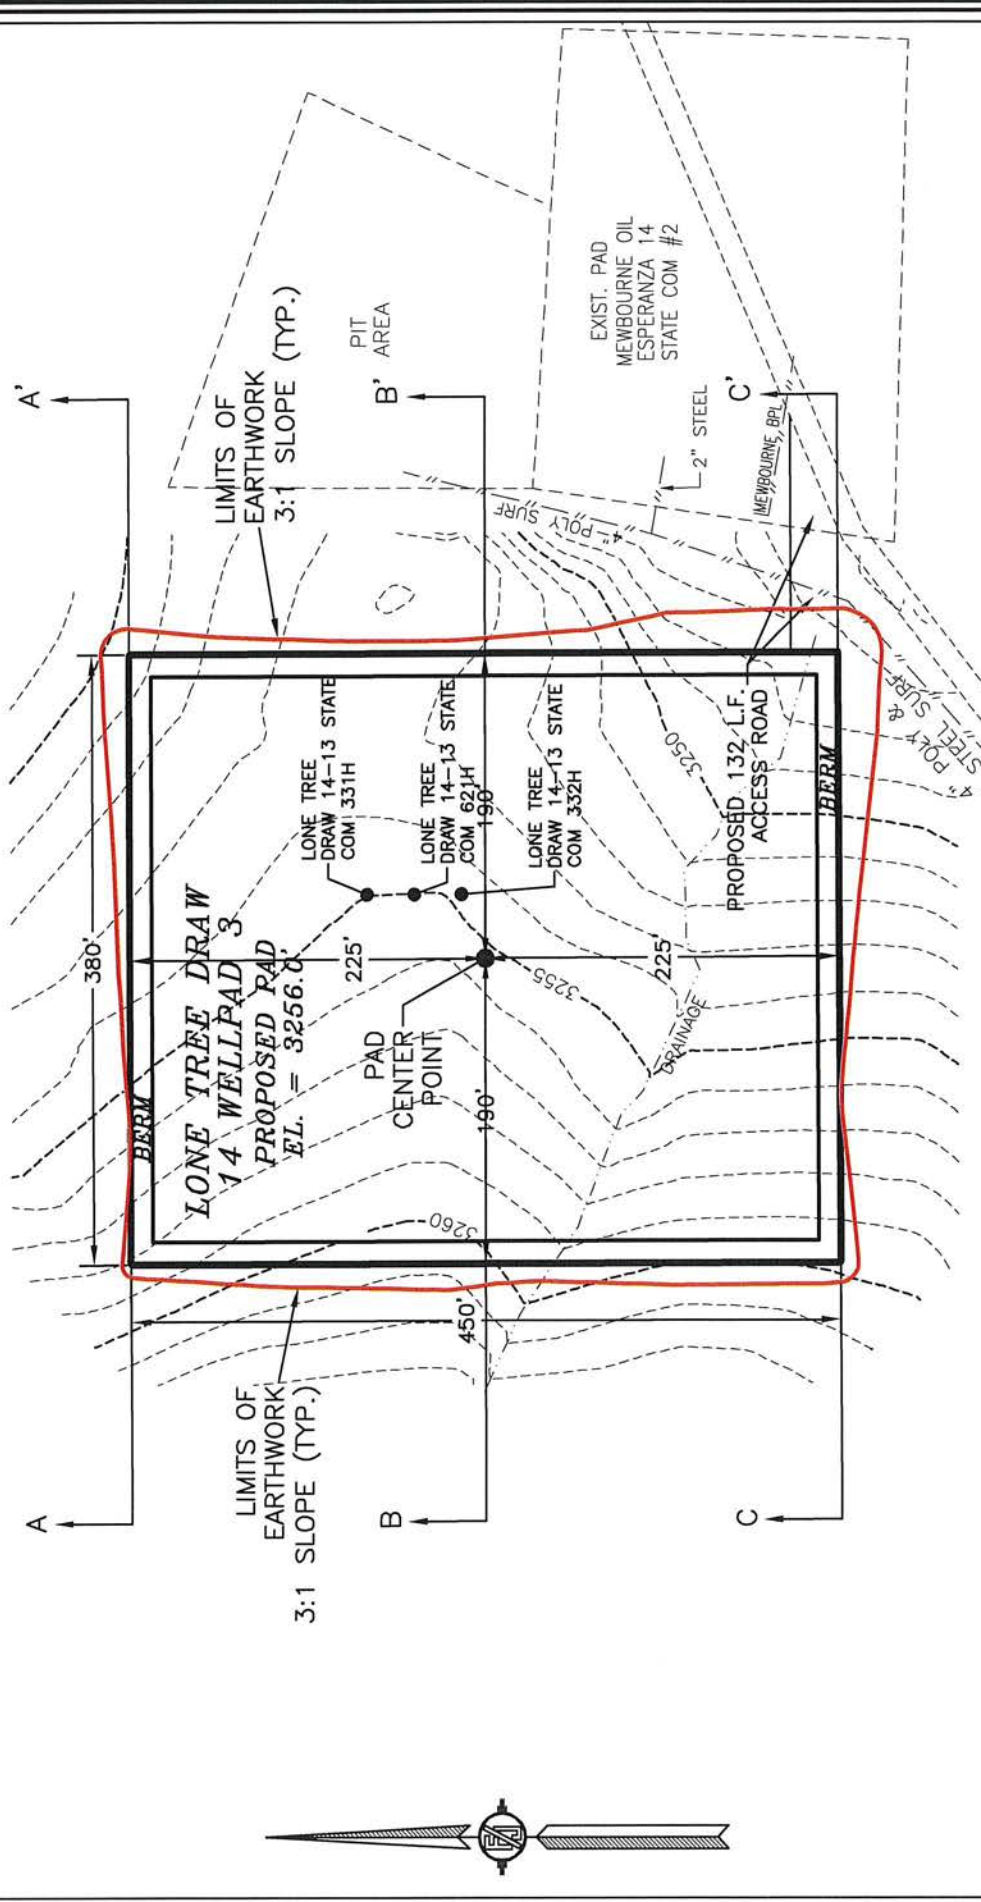 A
A'
LIMITS OF
EARTHWORK
3:1 SLOPE (TYP.)
380'
BERM
LONE TREE DRAW
14 WELLPAD 3
PROPOSED PAD
EL. = 3256.0'
225'
LONE TREE
DRAW 14-13 STATE
COM 331H
LONE TREE
DRAW 14-13 STATE
COM 621H
LONE TREE
DRAW 14-13 STATE
COM 332H
PIT
AREA
B
B'
PAD
CENTER
POINT
190'
190'
LIMITS OF
EARTHWORK
3:1 SLOPE (TYP.)
450'
3260
3255
3250
225'
DRAINAGE
4" POLY SURF
2" STEEL
EXIST. PAD
MEWBOURNE OIL
ESPERANZA 14
STATE COM #2
MEWBOURNE BPL
PROPOSED 132 L.F.
ACCESS ROAD
BERM
C
C'
4" POLY &
STEEL SURF